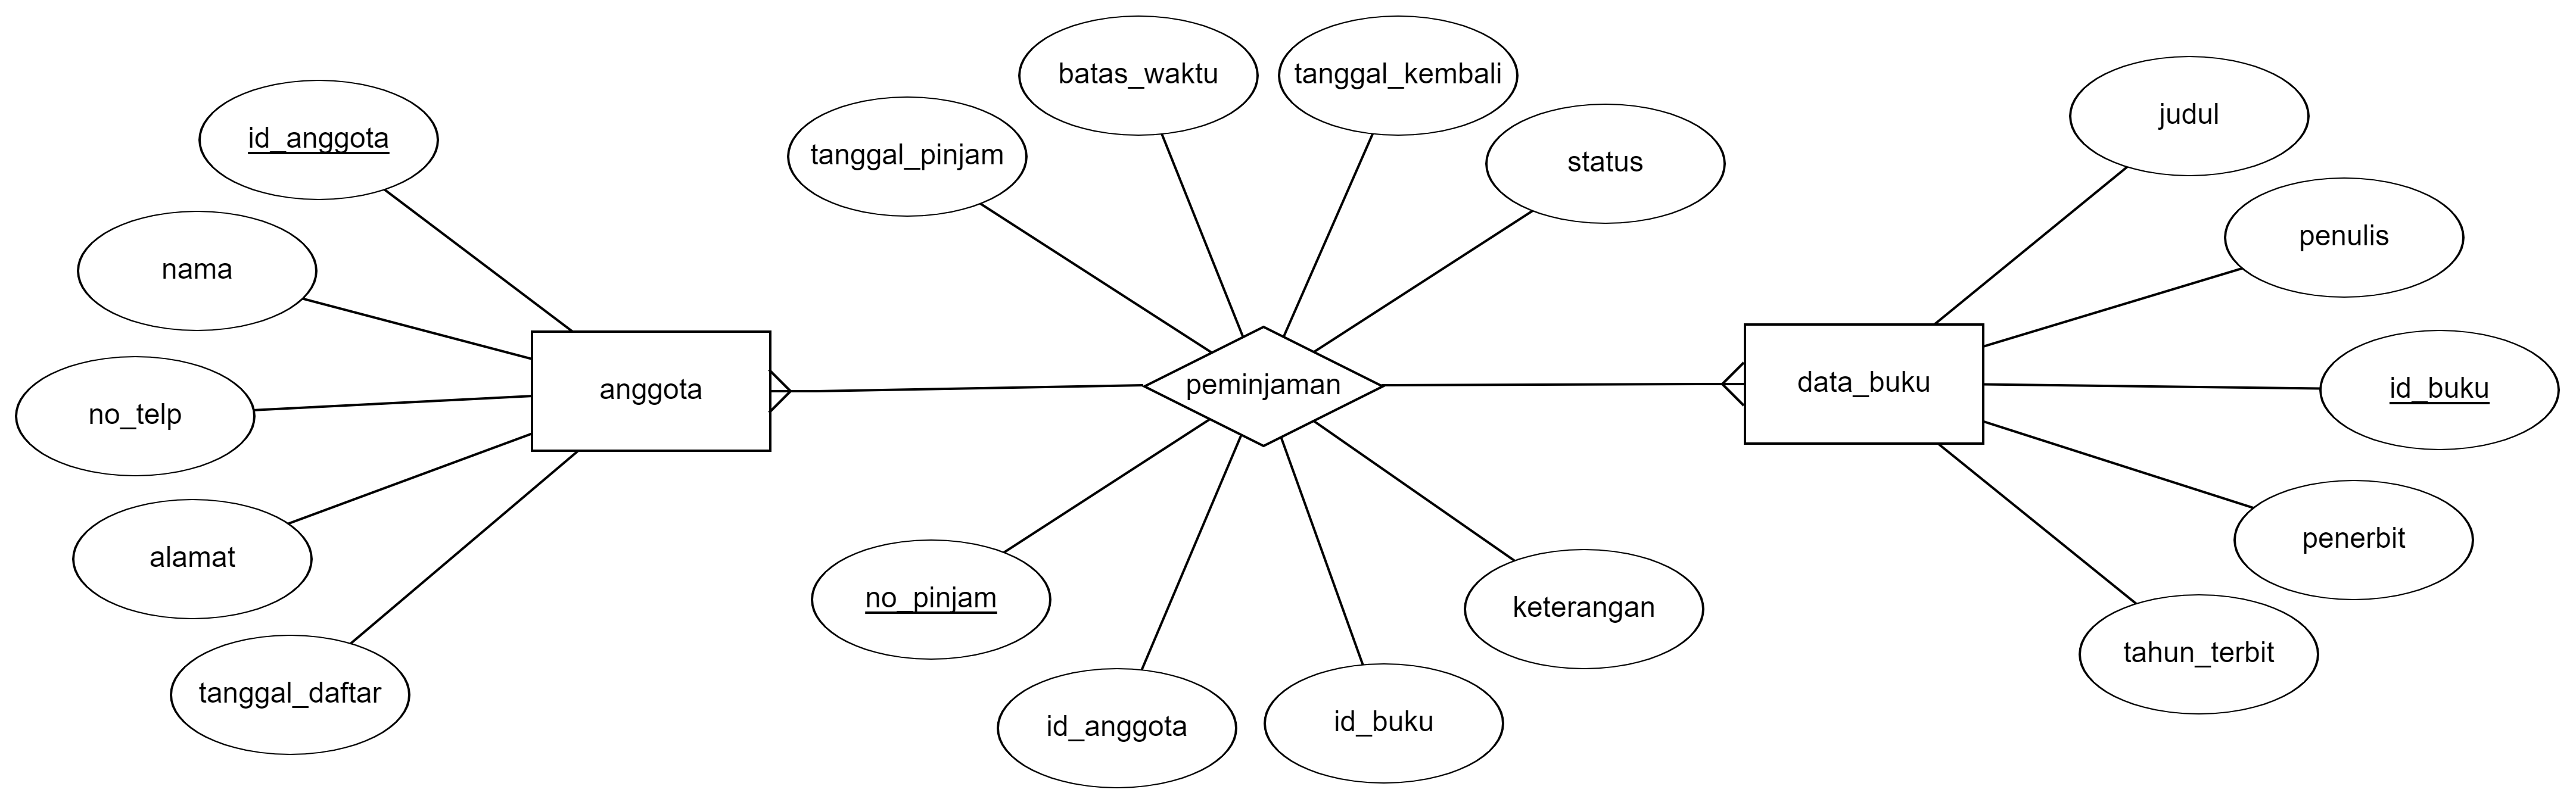 id_anggota
nama
no_telp
alamat
tanggal_daftar
anggota
tanggal_pinjam
batas_waktu
tanggal_kembali
status
peminjaman
no_pinjam
id_anggota
id_buku
keterangan
data_buku
judul
penulis
id_buku
penerbit
tahun_terbit